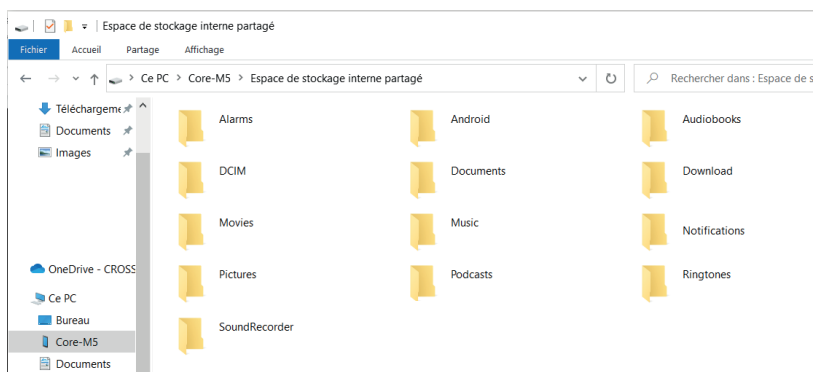 Espace de stockage interne partagé
Fichier Accueil Partage Affichage
Ce PC > Core-M5 > Espace de stockage interne partagé
Rechercher dans : Espace de s
Téléchargeme
Documents
Images
OneDrive - CROSS
Ce PC
Bureau
Core-M5
Documents
Alarms Android Audiobooks
DCIM Documents Download
Movies Music Notifications
Pictures Podcasts Ringtones
SoundRecorder